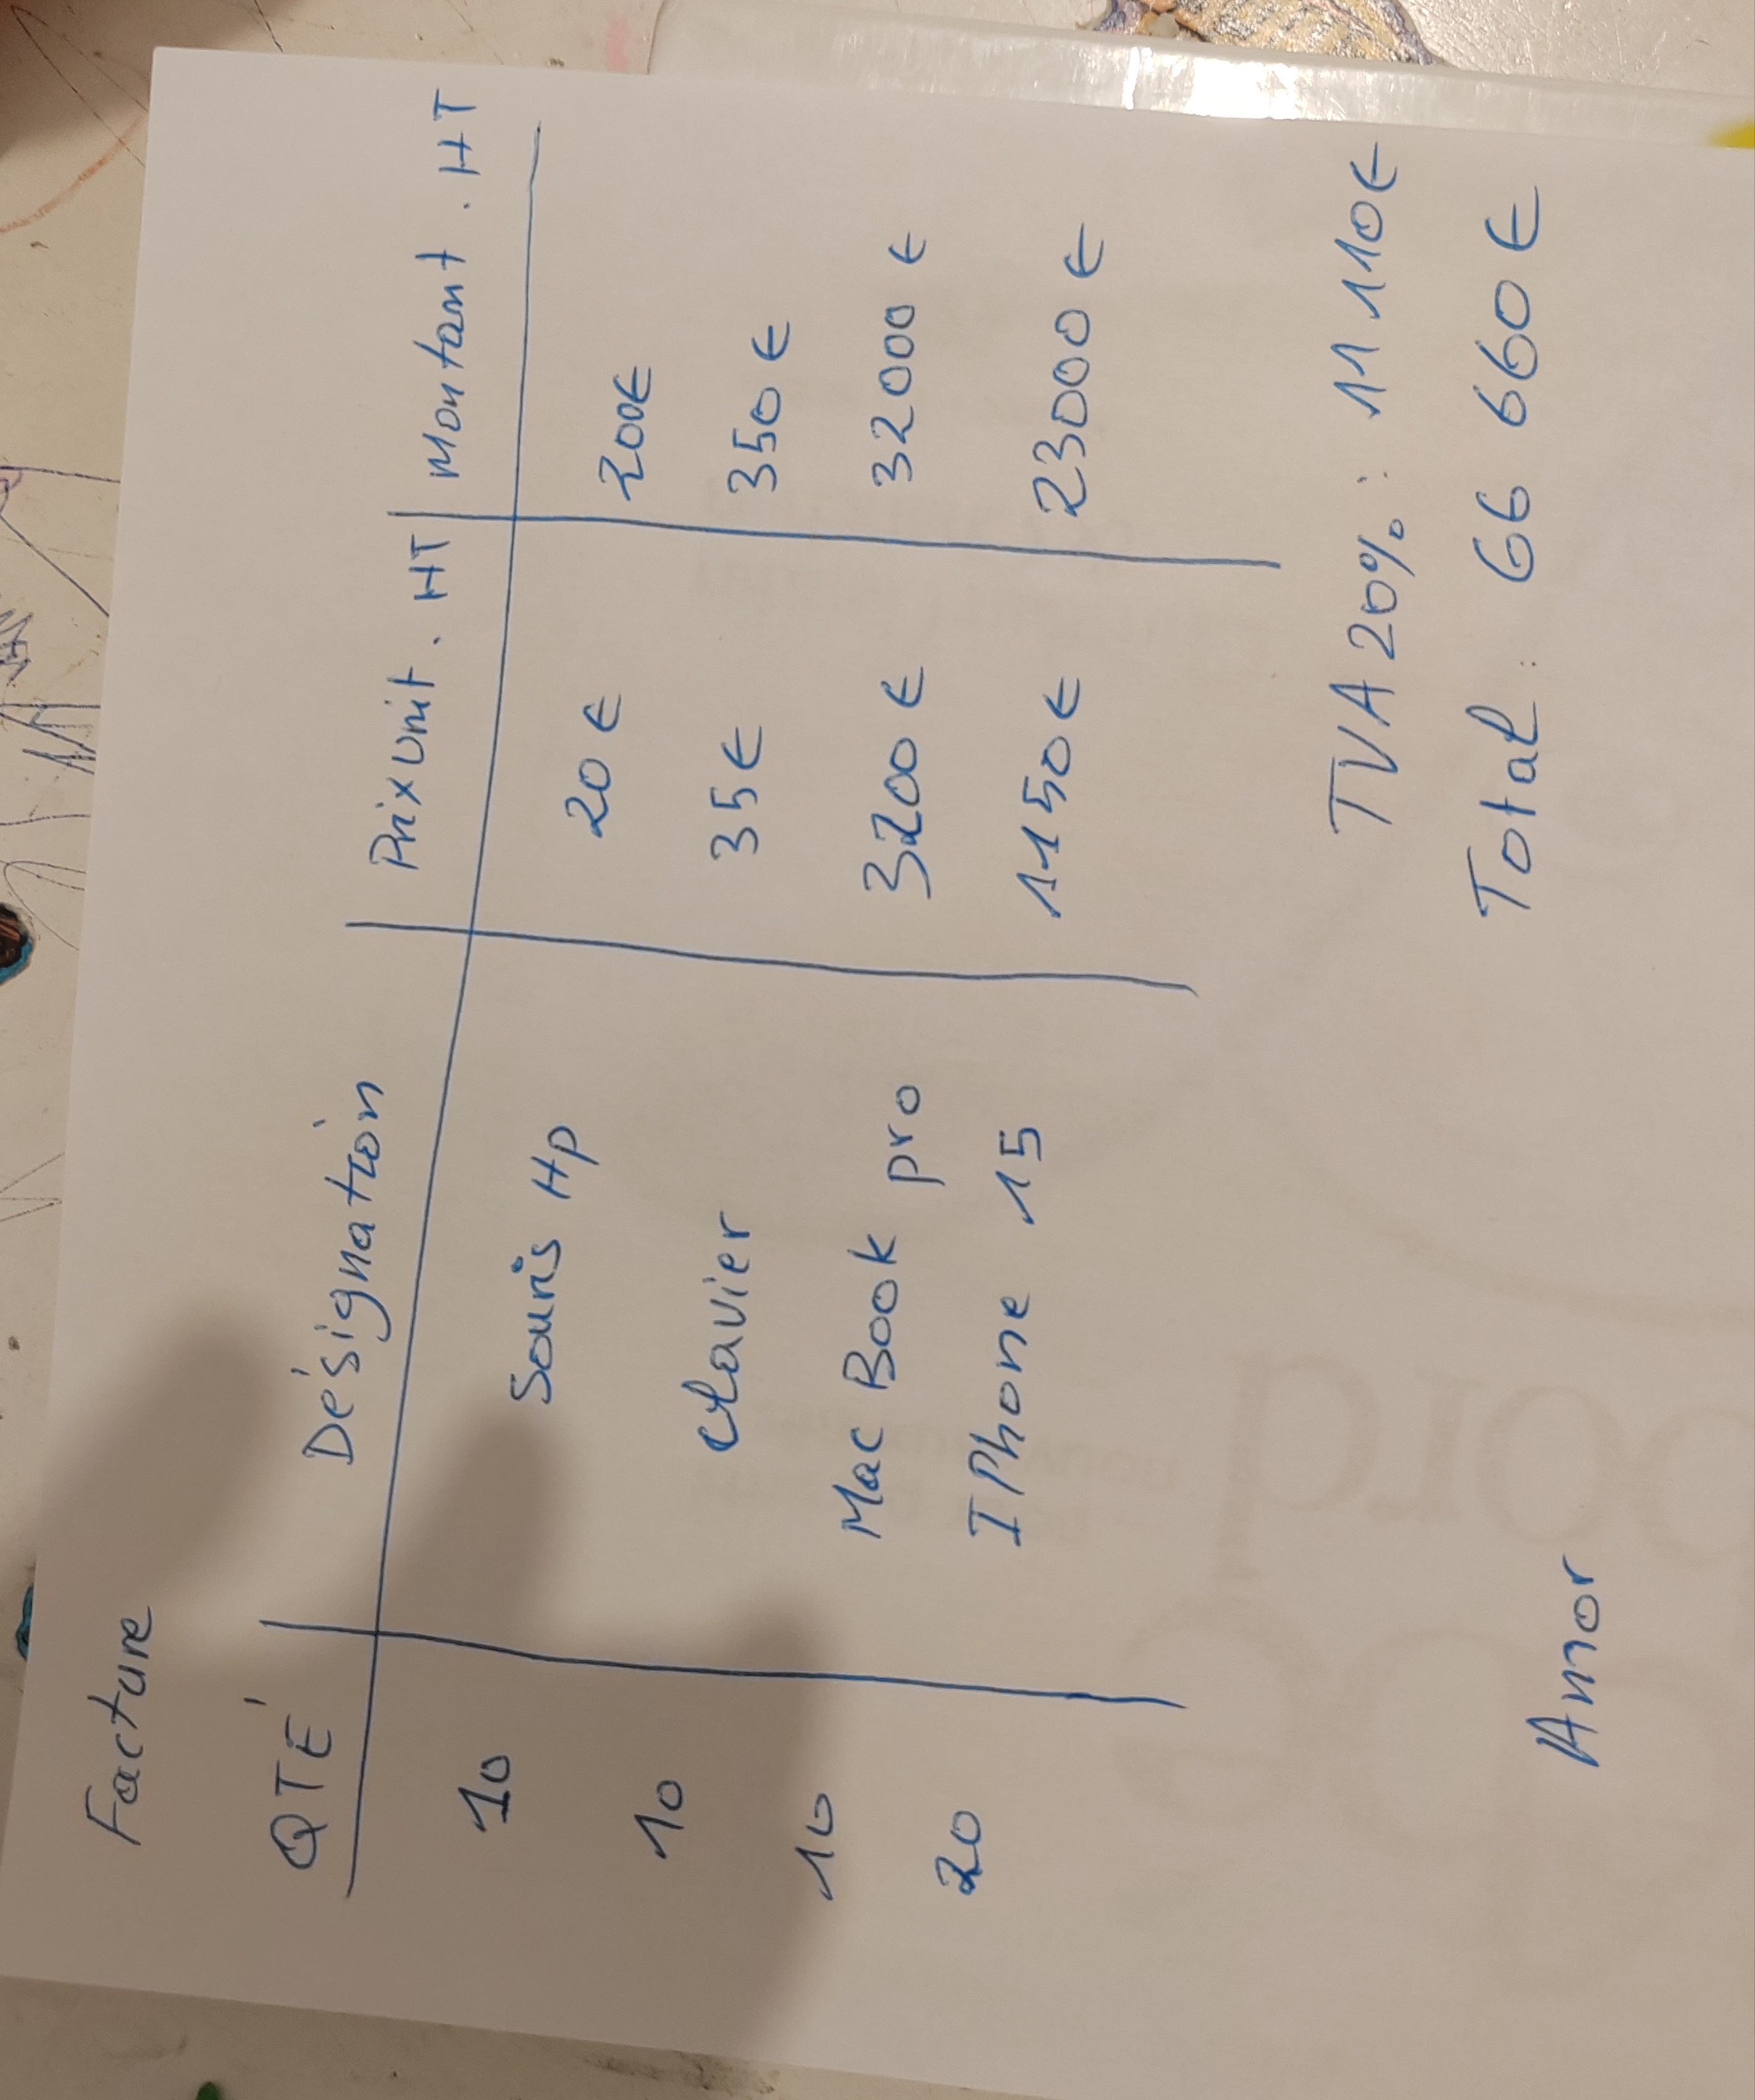 Facture
QTÉ Désignation Prix Unit. HT Montant. HT
10 Souris Hp 20 € 200€
10 clavier 35€ 350 €
10 Mac Book pro 3200 € 32000 €
20 IPhone 15 1150€ 23000 €
TVA 20% : 11 110€
Total : 66 660€
Amor